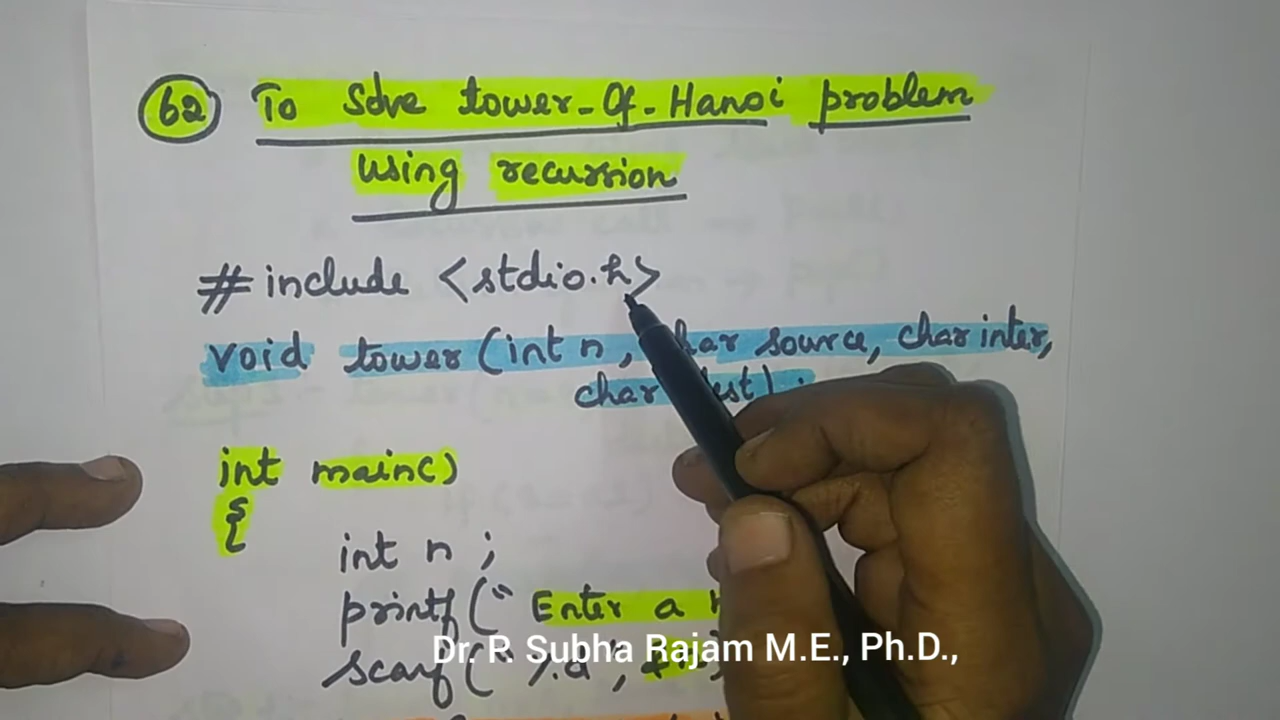 62 To Solve tower-Of-Hanoi problem
using recursion
#include <stdio.h>
void tower (int n, char source, char inter,
char dest);
int main()
{
int n;
printf(" Enter a
scanf("%d", &n)
Dr. P. Subha Rajam M.E., Ph.D.,